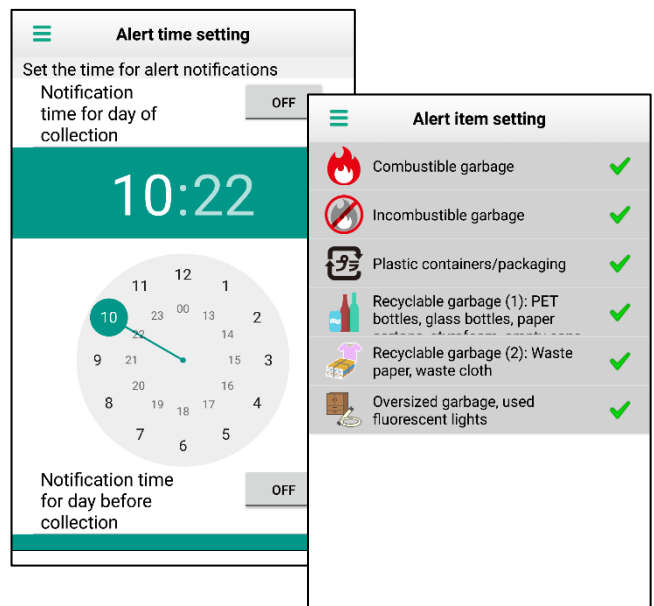 Alert time setting
Set the time for alert notifications
Notification
time for day of
collection
OFF
10:22
12
11
1
00
23
13
10
2
22
14
9
21
15
3
20
16
8
19
17
4
18
7
5
6
Notification time
for day before
collection
OFF
Alert item setting
Combustible garbage
Incombustible garbage
プラ
Plastic containers/packaging
Recyclable garbage (1): PET
bottles, glass bottles, paper
Recyclable garbage (2): Waste
paper, waste cloth
Oversized garbage, used
fluorescent lights